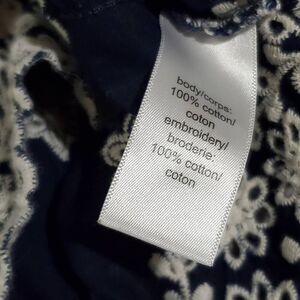 body/corps:
100% cotton/
coton
embroidery/
broderie:
100% cotton/
coton